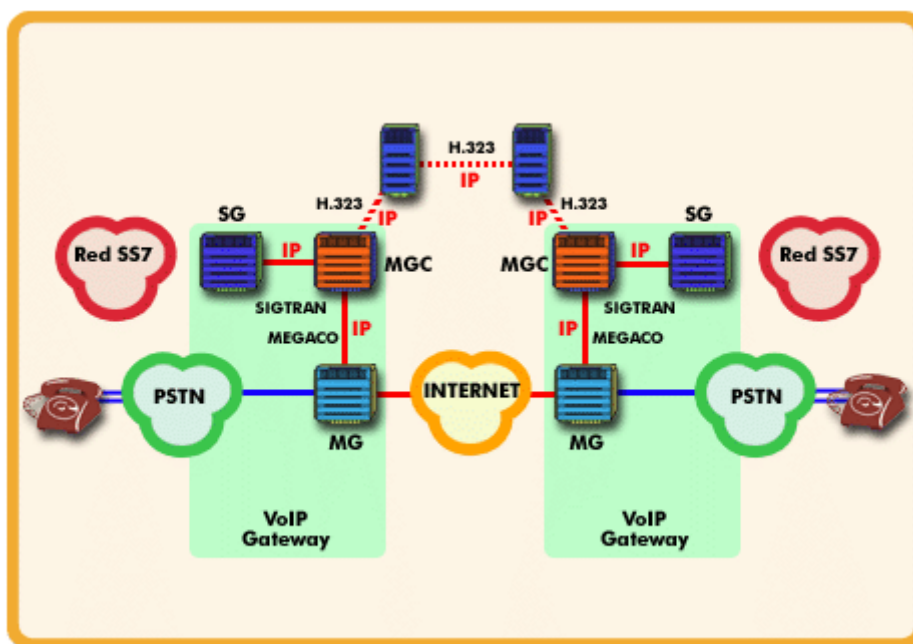 H.323
IP
H.323
IP
IP
H.323
SG
SG
Red SS7
IP
MGC
MGC
IP
Red SS7
SIGTRAN
SIGTRAN
MEGACO
IP
IP
MEGACO
PSTN
INTERNET
PSTN
MG
MG
VoIP
Gateway
VoIP
Gateway